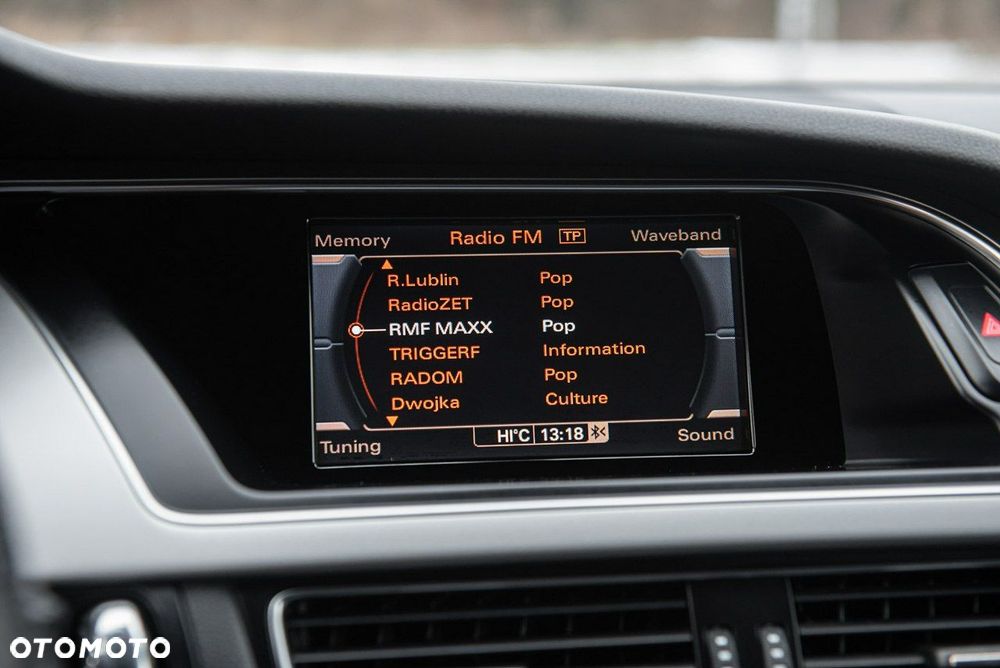 Memory Radio FM TP Waveband
R.Lublin Pop
RadioZET Pop
RMF MAXX Pop
TRIGGERF Information
RADOM Pop
Dwojka Culture
Tuning HI°C 13:18 Sound
OTOMOTO